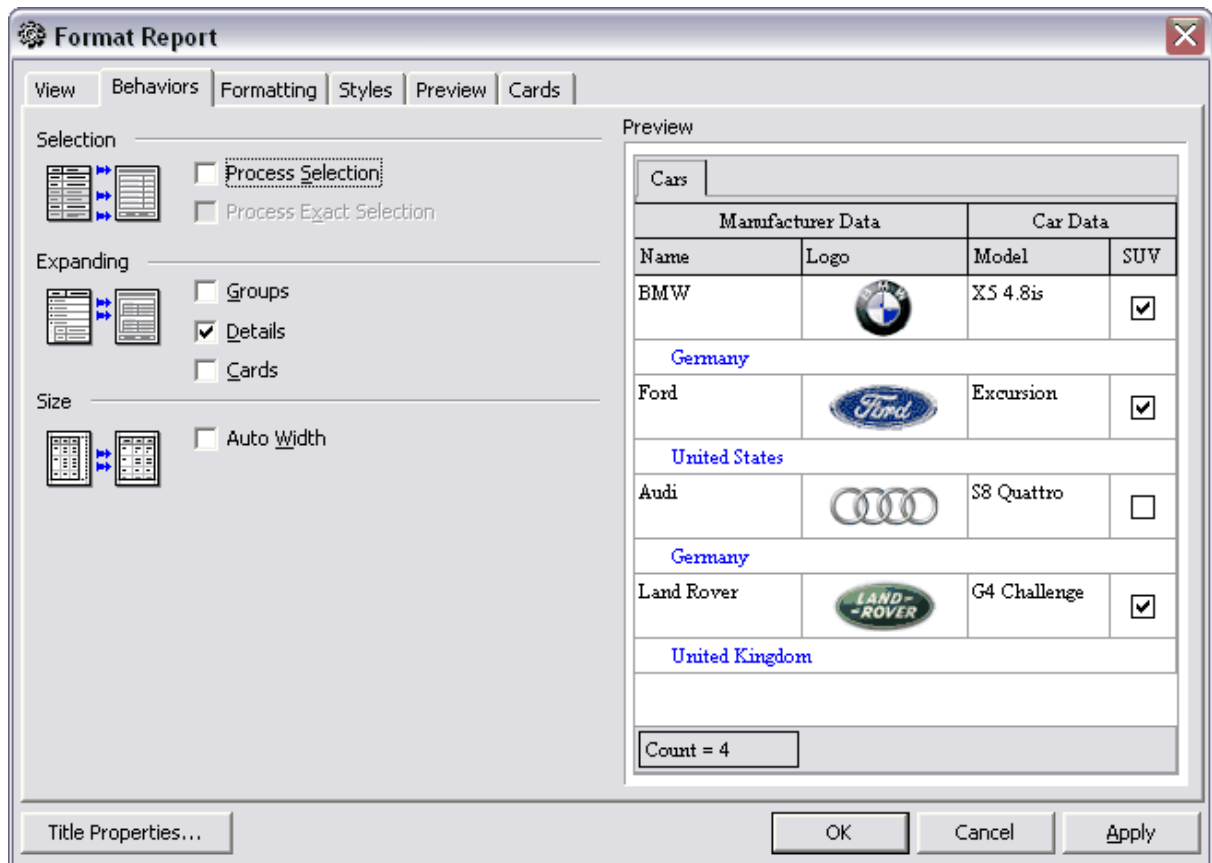 Format Report
View Behaviors Formatting Styles Preview Cards
Selection
Process Selection
Process Exact Selection
Expanding
Groups
Details
Cards
Size
Auto Width
Preview
Cars
Manufacturer Data Car Data
Name Logo Model SUV
BMW BMW X5 4.8is
Germany
Ford Ford Excursion
United States
Audi S8 Quattro
Germany
Land Rover LAND-
-ROVER G4 Challenge
United Kingdom
Count = 4
Title Properties... OK Cancel Apply